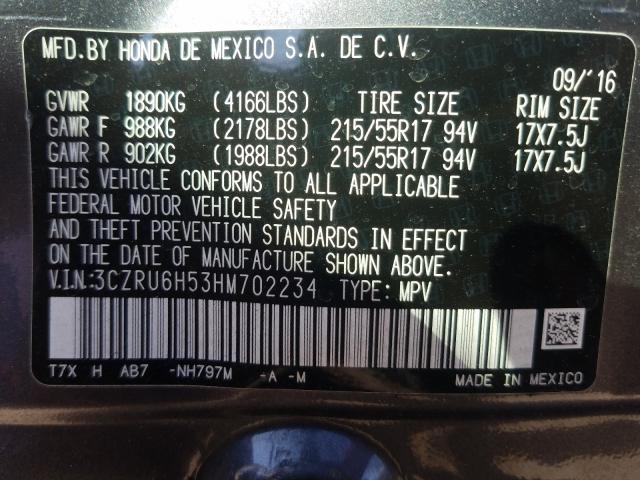 MFD.BY HONDA DE MEXICO S.A. DE C.V.
09/'16
GVWR 1890KG (4166LBS) TIRE SIZE RIM SIZE
GAWR F 988KG (2178LBS) 215/55R17 94V 17X7.5J
GAWR R 902KG (1988LBS) 215/55R17 94V 17X7.5J
THIS VEHICLE CONFORMS TO ALL APPLICABLE
FEDERAL MOTOR VEHICLE SAFETY
AND THEFT PREVENTION STANDARDS IN EFFECT
ON THE DATE OF MANUFACTURE SHOWN ABOVE.
V.I.N:3CZRU6H53HM702234 TYPE: MPV
T7X H AB7 -NH797M -A -M MADE IN MEXICO